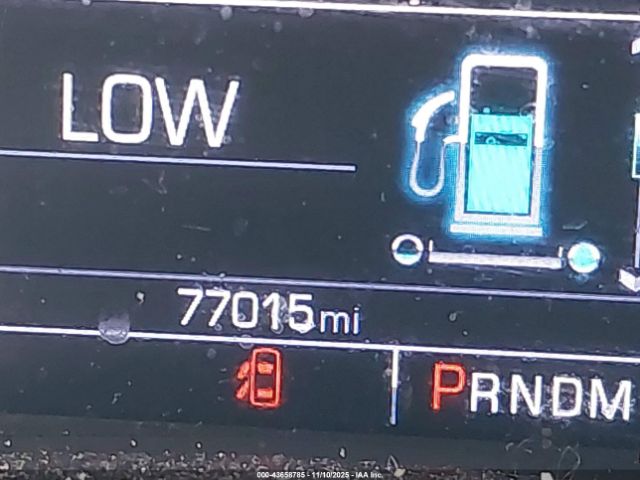 LOW
77015mi
PRNDM
000-43658785 - 11/10/2025 - IAA Inc.